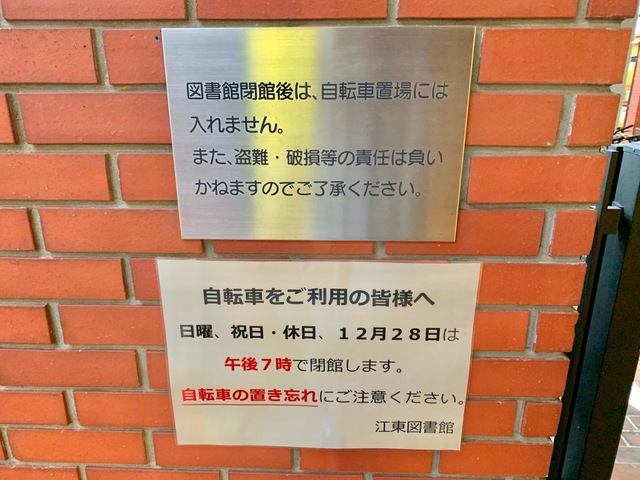 図書館閉館後は、自転車置場には
入れません。
また、盗難・破損等の責任は負い
かねますのでご了承ください。
自転車をご利用の皆様へ
日曜、祝日・休日、１２月２８日は
午後７時で閉館します。
自転車の置き忘れにご注意ください。
江東図書館